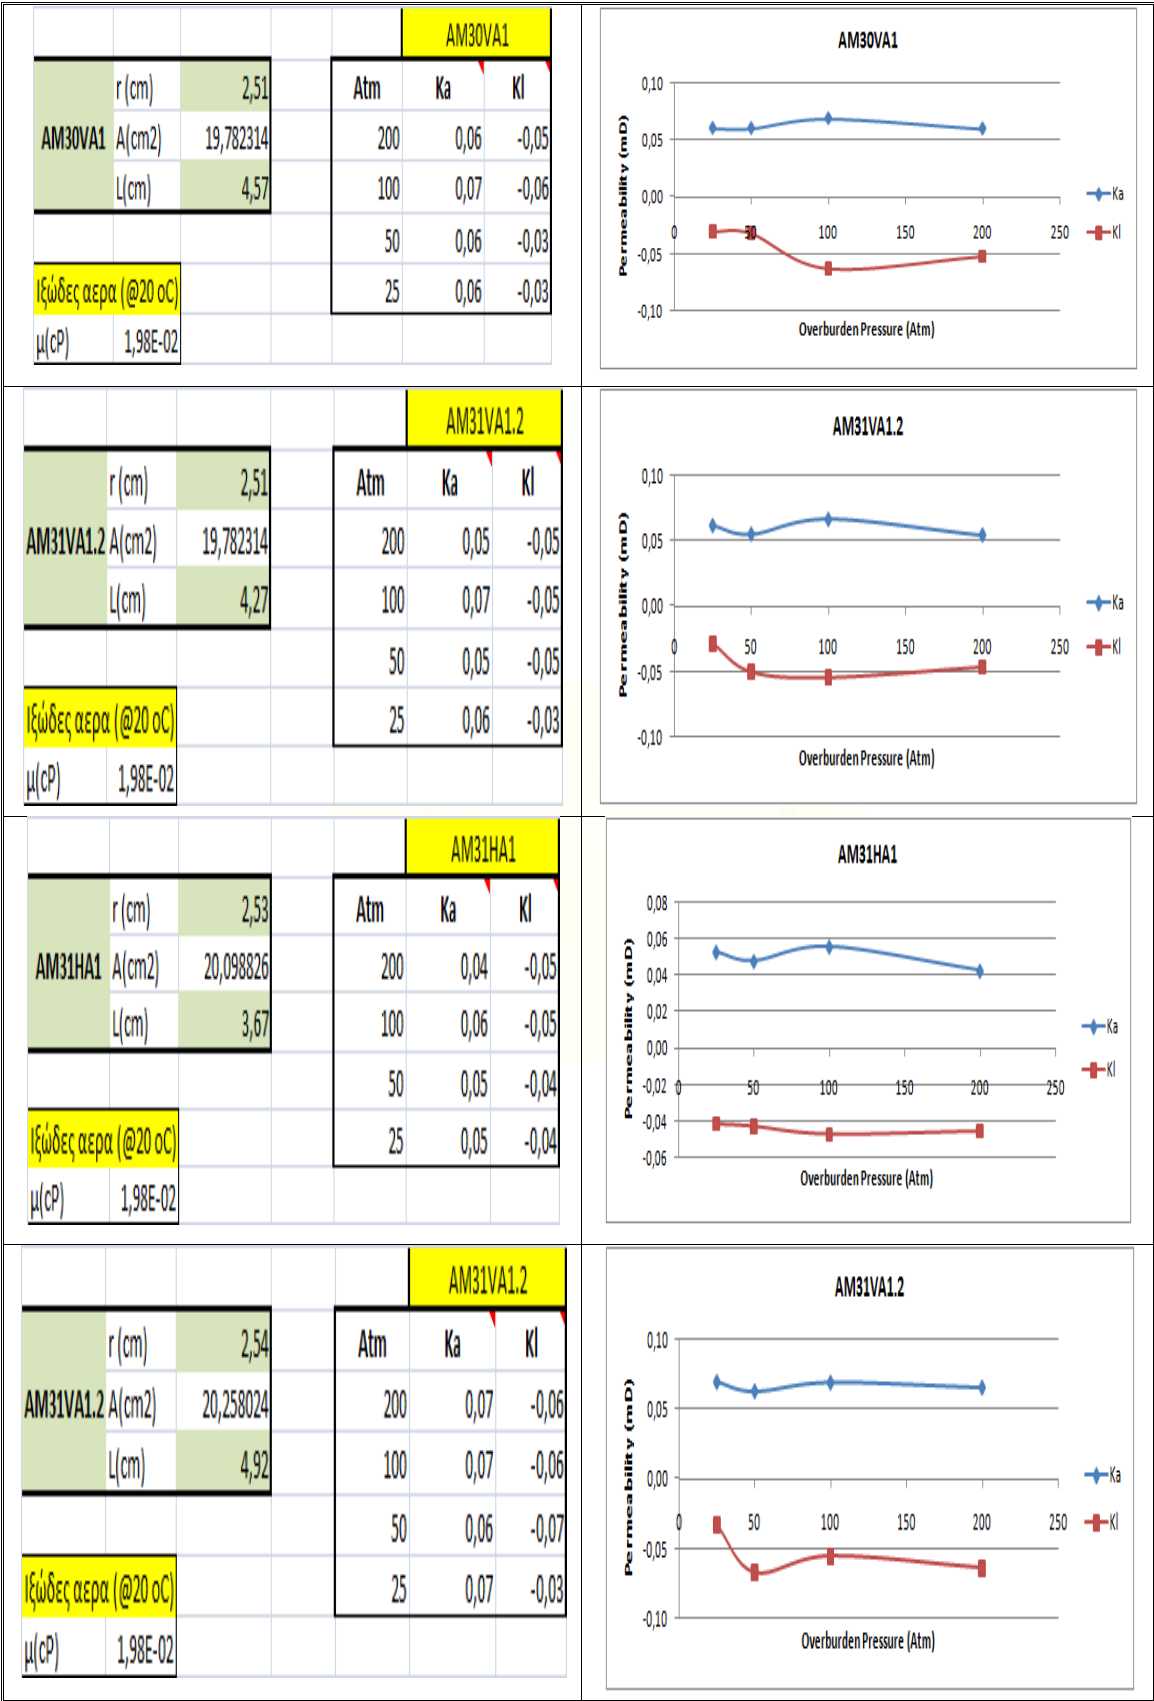 AM30VA1
r (cm) 2,51 Atm Ka Kl
AM30VA1 A(cm2) 19,782314 200 0,06 -0,05
L(cm) 4,57 100 0,07 -0,06
50 0,06 -0,03
Ιξώδες αερα (@20 oC) 25 0,06 -0,03
μ(cP) 1,98E-02
AM30VA1
0,10
0,05
0,00
-0,05
-0,10
0 50 100 150 200 250
Permeability (mD)
Overburden Pressure (Atm)
Ka
Kl
AM31VA1.2
r (cm) 2,51 Atm Ka Kl
AM31VA1.2 A(cm2) 19,782314 200 0,05 -0,05
L(cm) 4,27 100 0,07 -0,05
50 0,05 -0,05
Ιξώδες αερα (@20 oC) 25 0,06 -0,03
μ(cP) 1,98E-02
AM31VA1.2
0,10
0,05
0,00
-0,05
-0,10
0 50 100 150 200 250
Permeability (mD)
Overburden Pressure (Atm)
Ka
Kl
AM31HA1
r (cm) 2,53 Atm Ka Kl
AM31HA1 A(cm2) 20,098826 200 0,04 -0,05
L(cm) 3,67 100 0,06 -0,05
50 0,05 -0,04
Ιξώδες αερα (@20 oC) 25 0,05 -0,04
μ(cP) 1,98E-02
AM31HA1
0,08
0,06
0,04
0,02
0,00
-0,02
-0,04
-0,06
0 50 100 150 200 250
Permeability (mD)
Overburden Pressure (Atm)
Ka
Kl
AM31VA1.2
r (cm) 2,54 Atm Ka Kl
AM31VA1.2 A(cm2) 20,258024 200 0,07 -0,06
L(cm) 4,92 100 0,07 -0,06
50 0,06 -0,07
Ιξώδες αερα (@20 oC) 25 0,07 -0,03
μ(cP) 1,98E-02
AM31VA1.2
0,10
0,05
0,00
-0,05
-0,10
0 50 100 150 200 250
Permeability (mD)
Overburden Pressure (Atm)
Ka
Kl